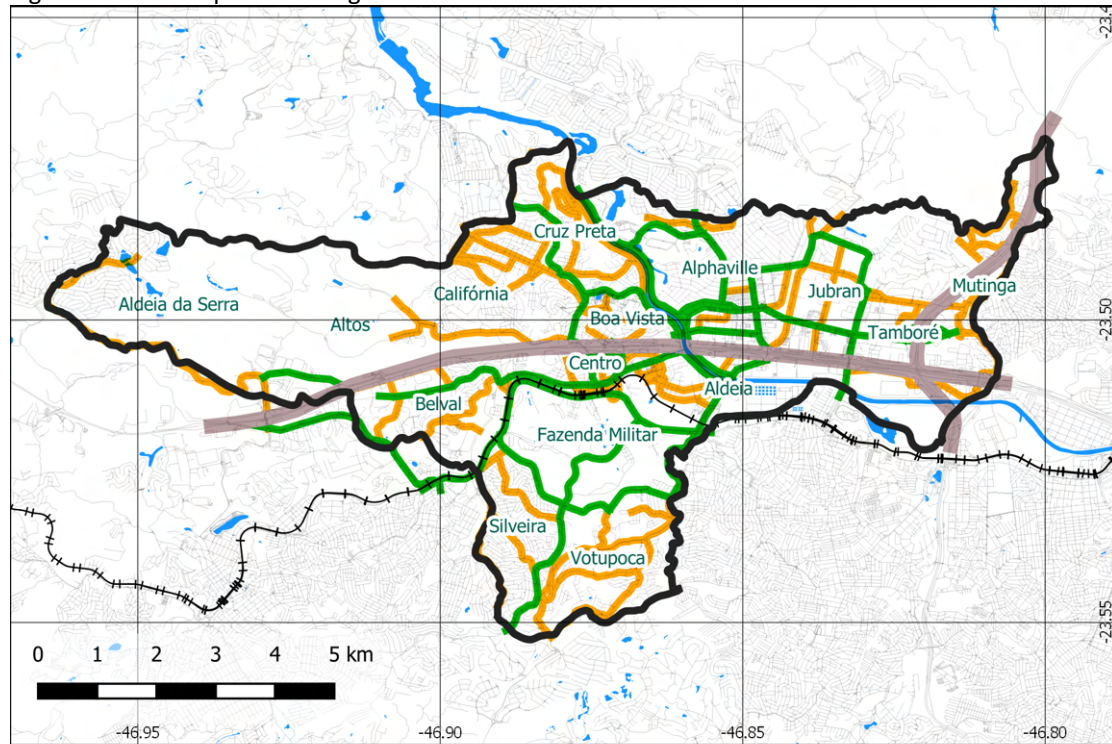 -23.4
Cruz Preta
Alphaville
Califórnia
Jubran
Mutinga
Aldeia da Serra
Altos
Boa Vista
Tamboré
-23.50
Centro
Aldeia
Belval
Fazenda Militar
Silveira
Votupoca
-23.55
0 1 2 3 4 5 km
-46.95 -46.90 -46.85 -46.80